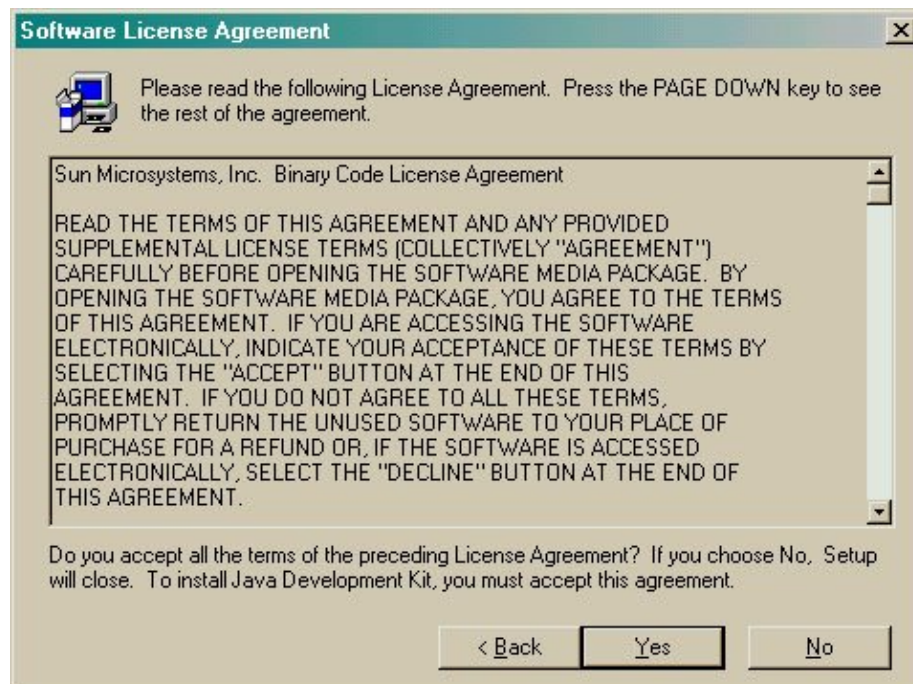 Software License Agreement
Please read the following License Agreement. Press the PAGE DOWN key to see
the rest of the agreement.
Sun Microsystems, Inc. Binary Code License Agreement
READ THE TERMS OF THIS AGREEMENT AND ANY PROVIDED
SUPPLEMENTAL LICENSE TERMS (COLLECTIVELY "AGREEMENT")
CAREFULLY BEFORE OPENING THE SOFTWARE MEDIA PACKAGE. BY
OPENING THE SOFTWARE MEDIA PACKAGE, YOU AGREE TO THE TERMS
OF THIS AGREEMENT. IF YOU ARE ACCESSING THE SOFTWARE
ELECTRONICALLY, INDICATE YOUR ACCEPTANCE OF THESE TERMS BY
SELECTING THE "ACCEPT" BUTTON AT THE END OF THIS
AGREEMENT. IF YOU DO NOT AGREE TO ALL THESE TERMS,
PROMPTLY RETURN THE UNUSED SOFTWARE TO YOUR PLACE OF
PURCHASE FOR A REFUND OR, IF THE SOFTWARE IS ACCESSED
ELECTRONICALLY, SELECT THE "DECLINE" BUTTON AT THE END OF
THIS AGREEMENT.
Do you accept all the terms of the preceding License Agreement? If you choose No, Setup
will close. To install Java Development Kit, you must accept this agreement.
< Back Yes No